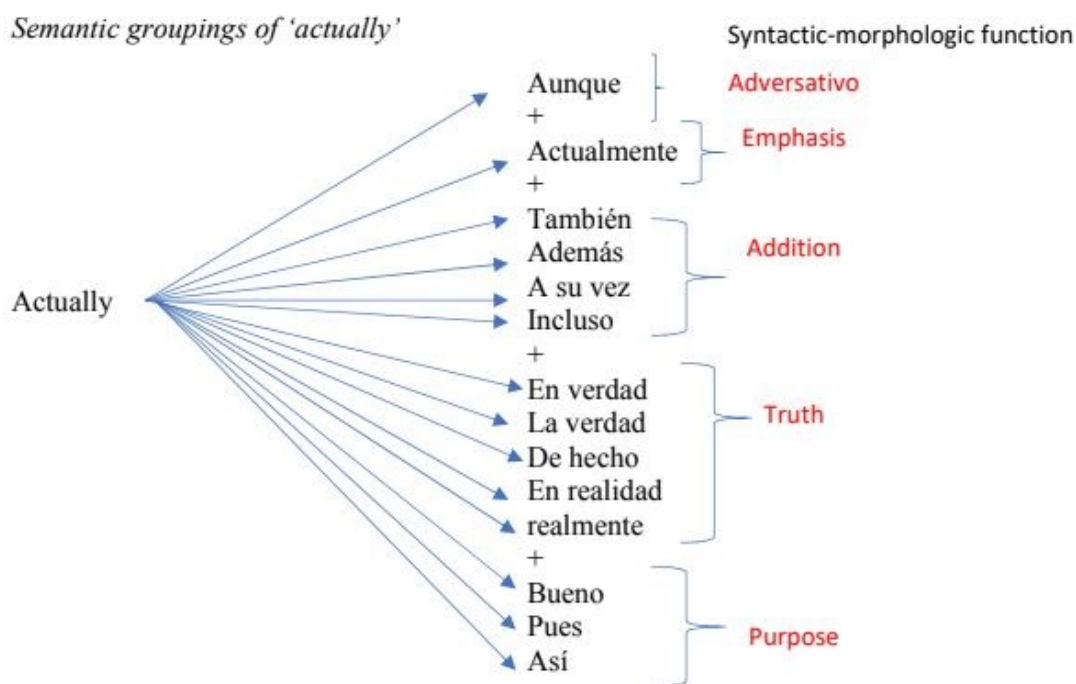 Semantic groupings of ‘actually’
Syntactic-morphologic function
Aunque
Adversativo
+
Emphasis
Actualmente
+
También
Además
Addition
A su vez
Actually
Incluso
+
En verdad
La verdad
Truth
De hecho
En realidad
realmente
+
Bueno
Pues
Purpose
Así